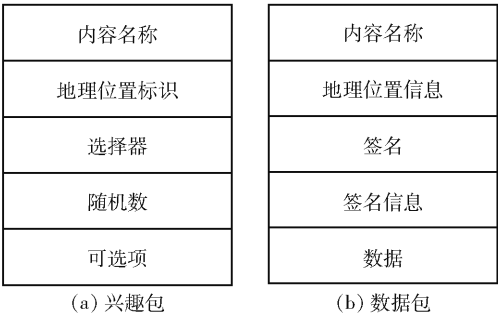 内容名称
地理位置标识
选择器
随机数
可选项
(a) 兴趣包
内容名称
地理位置信息
签名
签名信息
数据
(b) 数据包